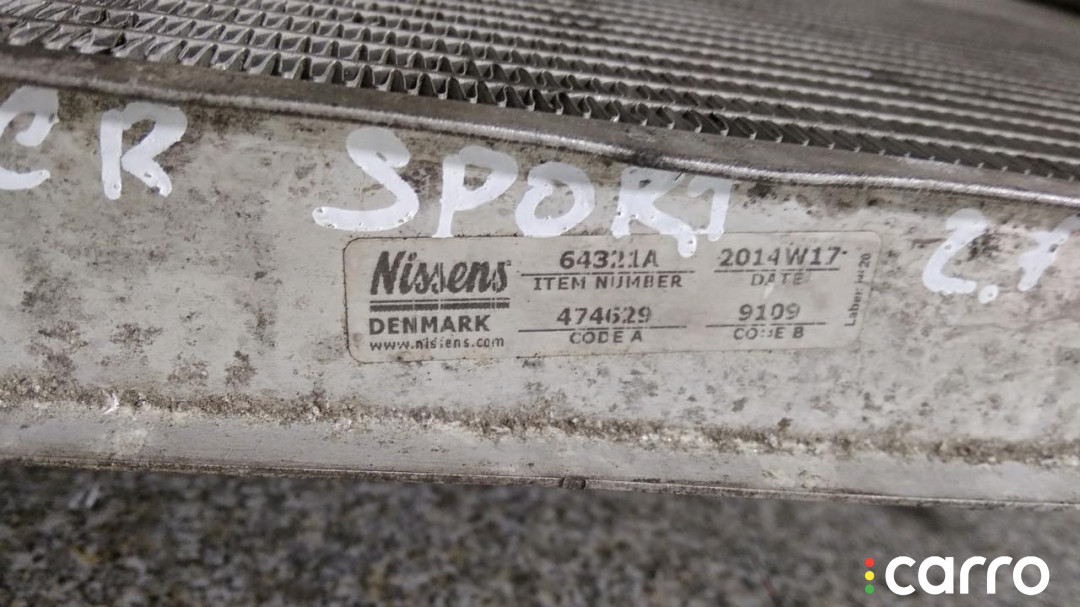 CR SPORT 2.7
Nissens
DENMARK
www.nissens.com
64321A
ITEM NUMBER
474629
CODE A
2014W17-
DATE
9109
CODE B
Label:
carro